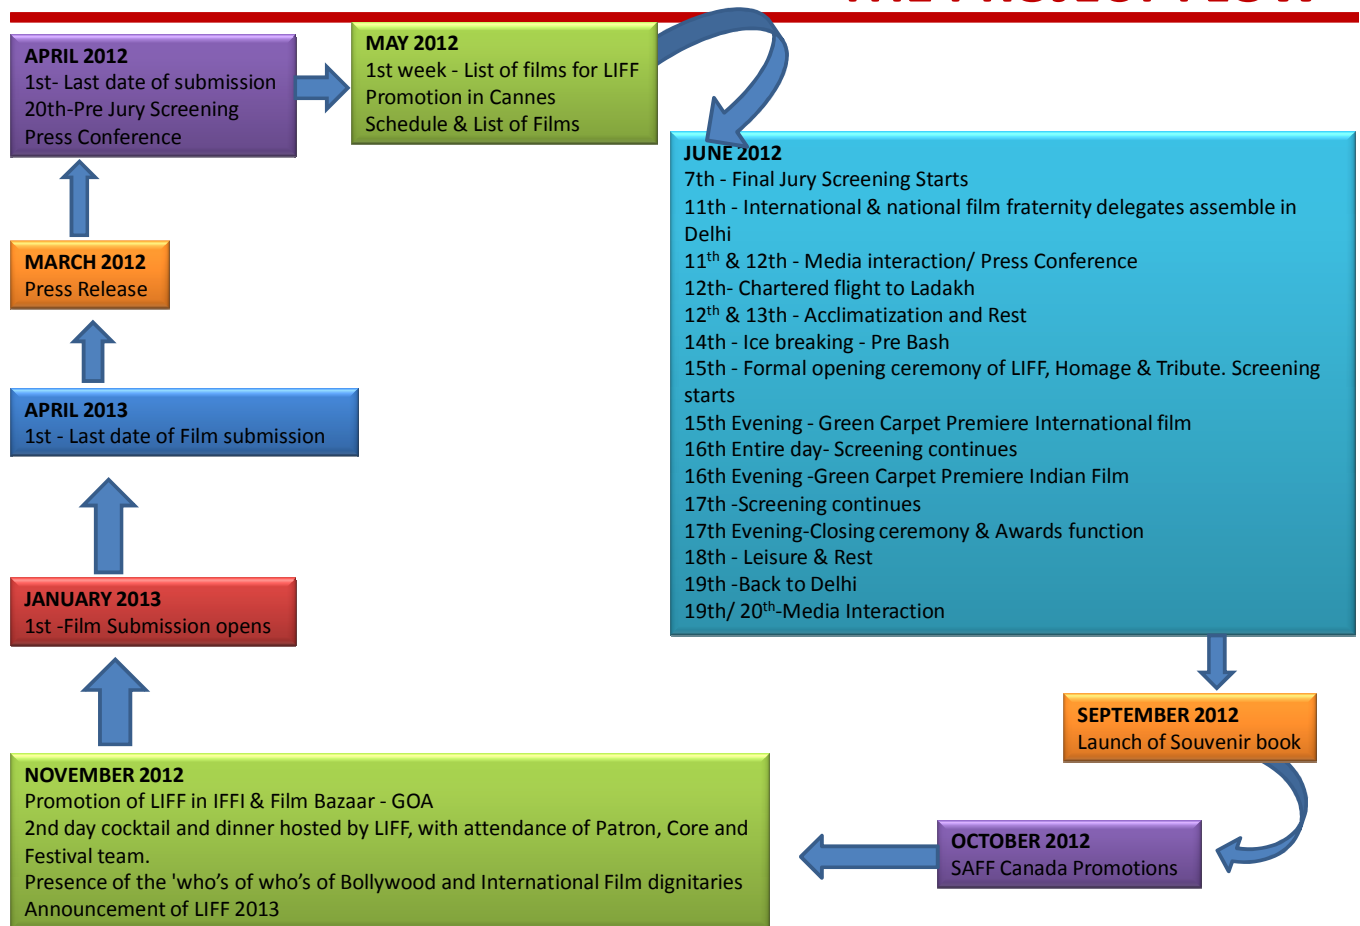 THE PROJECT FLOW
APRIL 2012
1st- Last date of submission
20th-Pre Jury Screening
Press Conference
MAY 2012
1st week - List of films for LIFF
Promotion in Cannes
Schedule & List of Films
JUNE 2012
7th - Final Jury Screening Starts
11th - International & national film fraternity delegates assemble in
Delhi
11th & 12th - Media interaction/ Press Conference
12th- Chartered flight to Ladakh
12th & 13th - Acclimatization and Rest
14th - Ice breaking - Pre Bash
15th - Formal opening ceremony of LIFF, Homage & Tribute. Screening
starts
15th Evening - Green Carpet Premiere International film
16th Entire day- Screening continues
16th Evening -Green Carpet Premiere Indian Film
17th -Screening continues
17th Evening-Closing ceremony & Awards function
18th - Leisure & Rest
19th -Back to Delhi
19th/ 20th-Media Interaction
MARCH 2012
Press Release
APRIL 2013
1st - Last date of Film submission
JANUARY 2013
1st -Film Submission opens
SEPTEMBER 2012
Launch of Souvenir book
OCTOBER 2012
SAFF Canada Promotions
NOVEMBER 2012
Promotion of LIFF in IFFI & Film Bazaar - GOA
2nd day cocktail and dinner hosted by LIFF, with attendance of Patron, Core and
Festival team.
Presence of the 'who’s of who’s of Bollywood and International Film dignitaries
Announcement of LIFF 2013